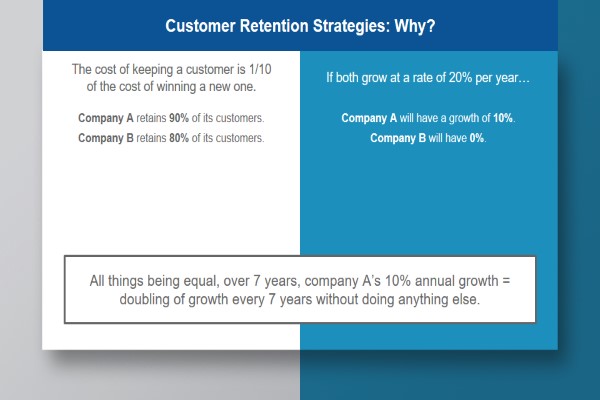 Customer Retention Strategies: Why?
The cost of keeping a customer is 1/10
of the cost of winning a new one.
Company A retains 90% of its customers.
Company B retains 80% of its customers.
If both grow at a rate of 20% per year…
Company A will have a growth of 10%.
Company B will have 0%.
All things being equal, over 7 years, company A's 10% annual growth =
doubling of growth every 7 years without doing anything else.